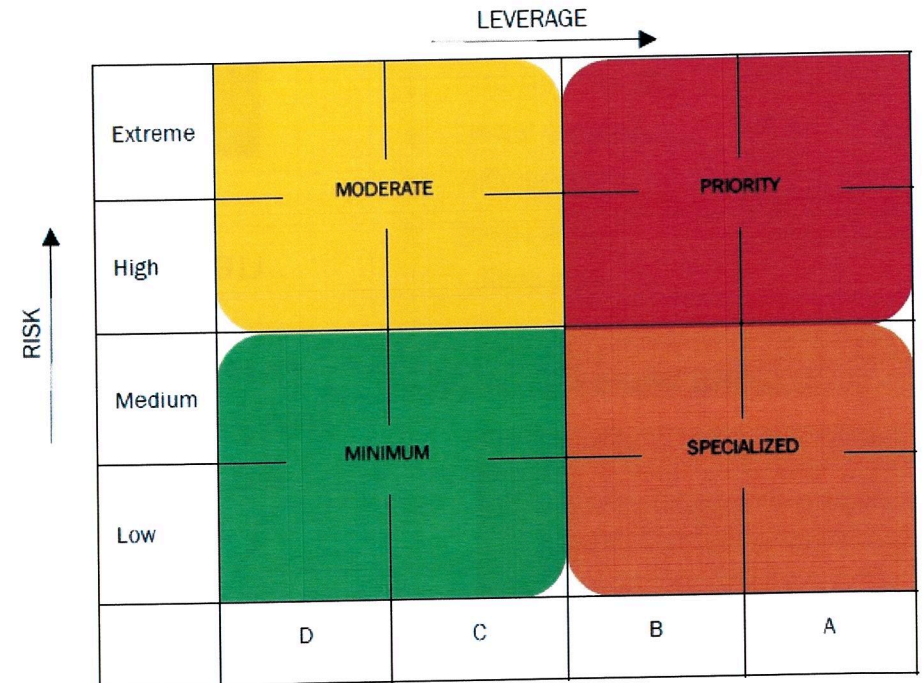 LEVERAGE
Extreme
MODERATE
PRIORITY
High
RISK
Medium
MINIMUM
SPECIALIZED
Low
D
C
B
A